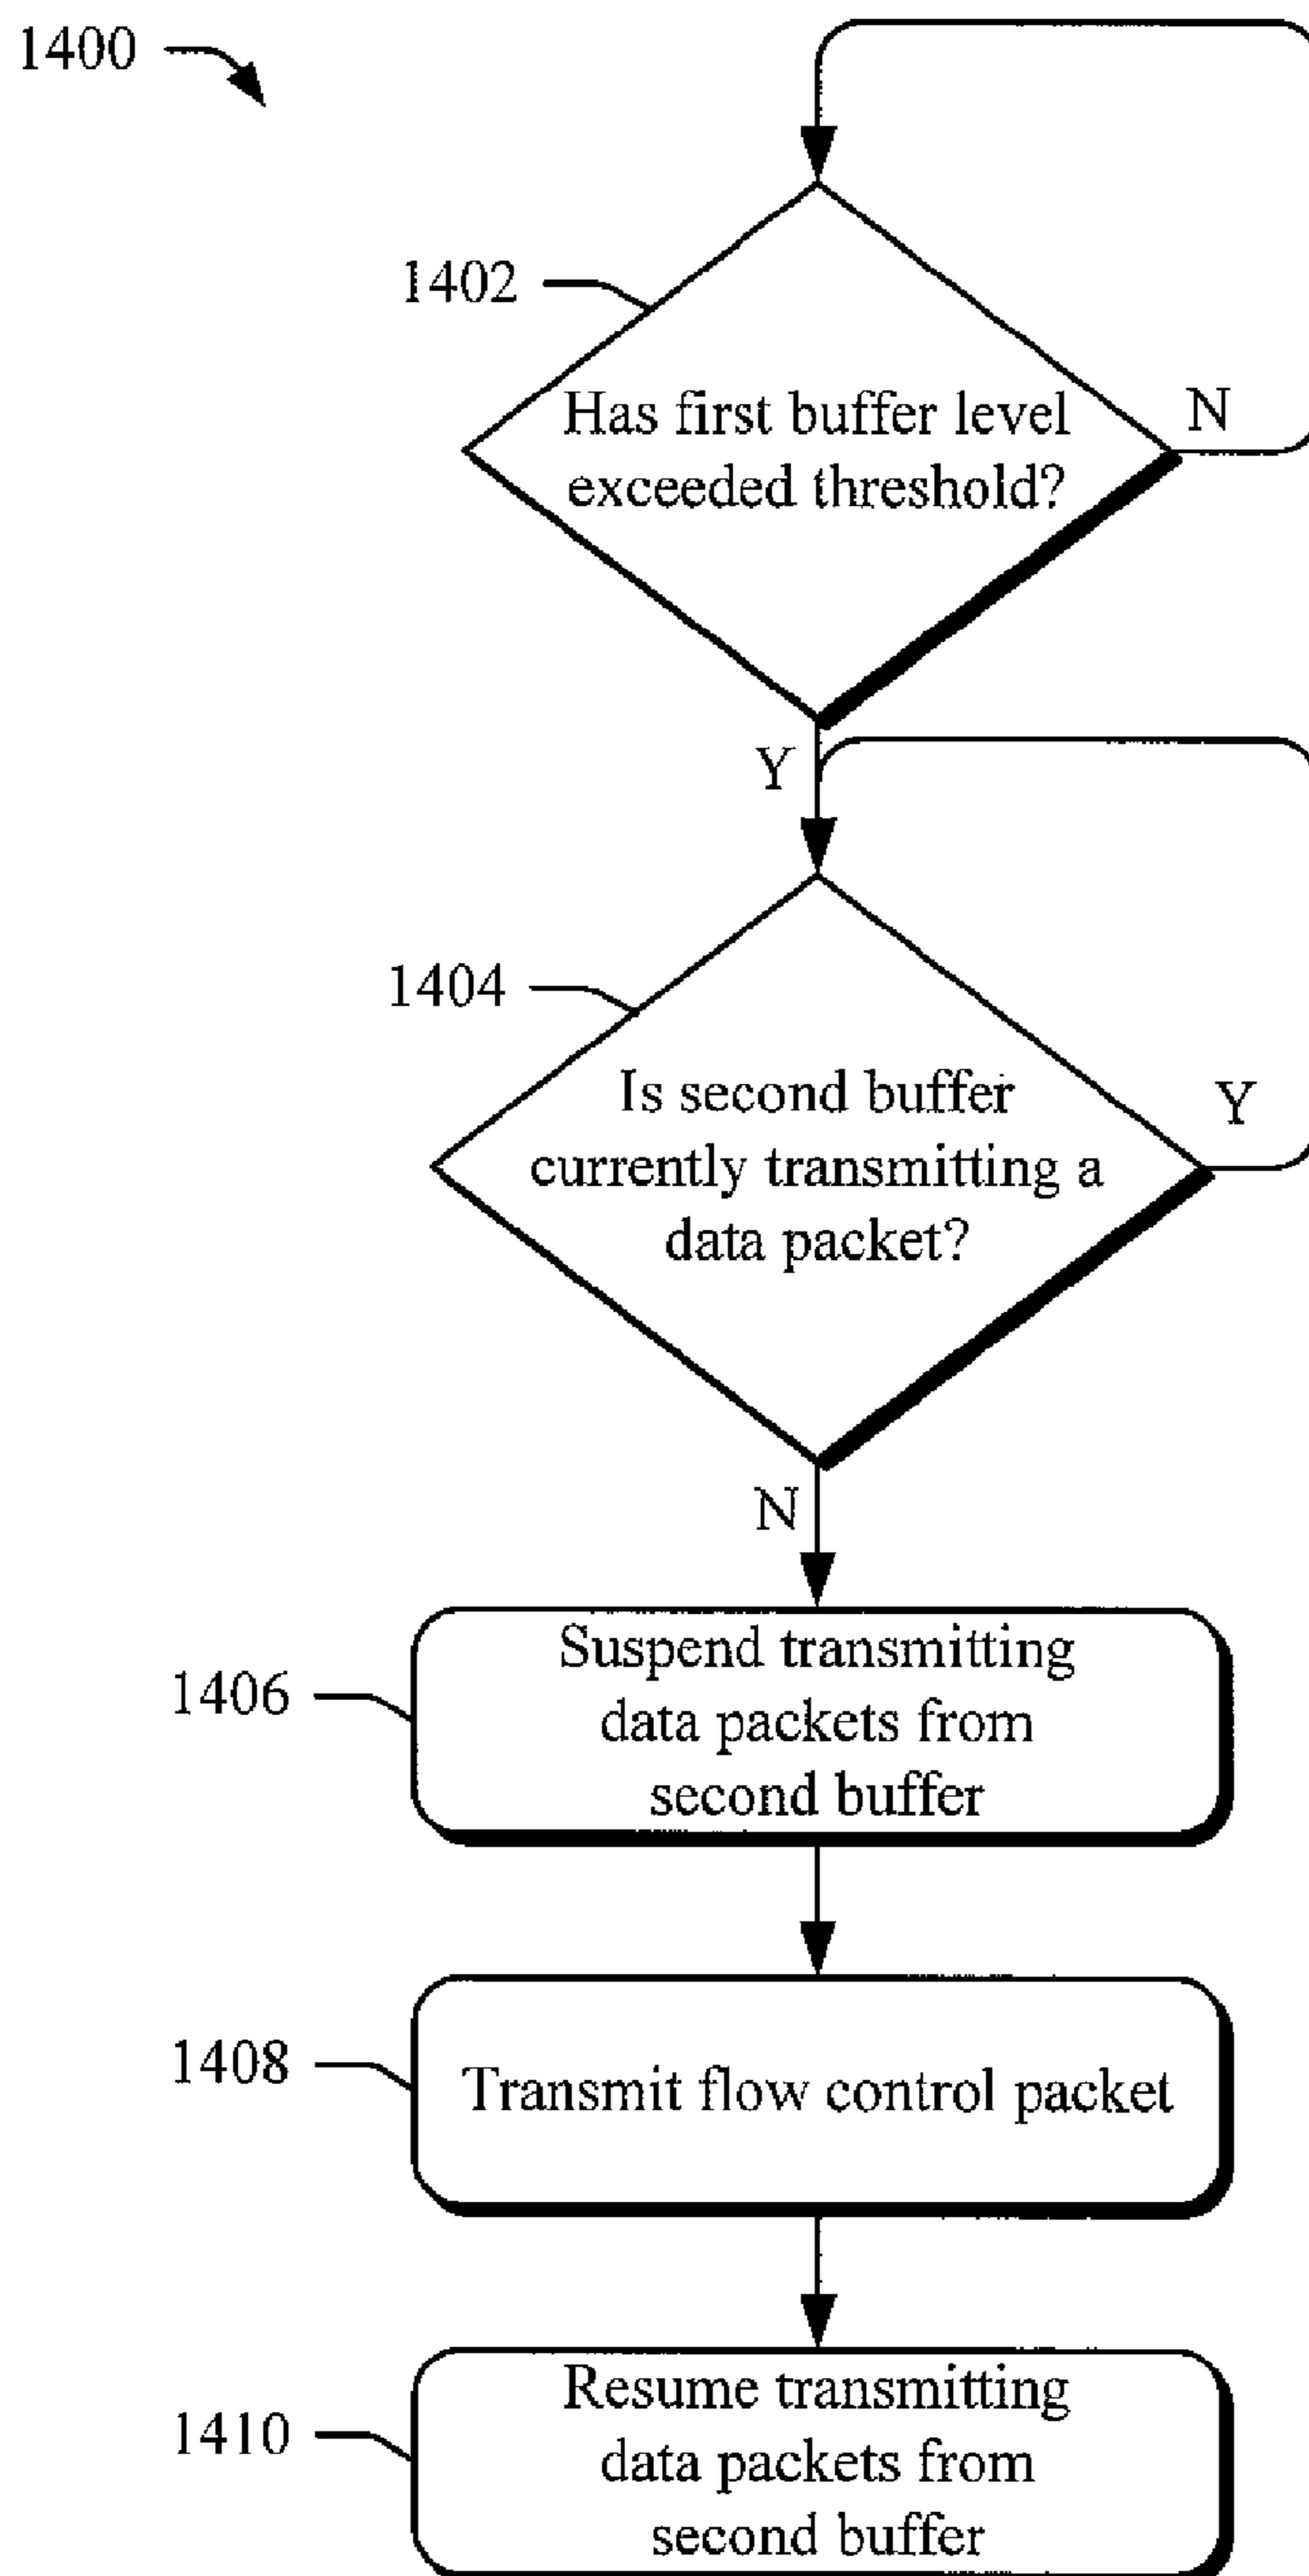 1400
1402
Has first buffer level
exceeded threshold?
N
Y
1404
Is second buffer
currently transmitting a
data packet?
Y
N
1406
Suspend transmitting
data packets from
second buffer
1408
Transmit flow control packet
1410
Resume transmitting
data packets from
second buffer